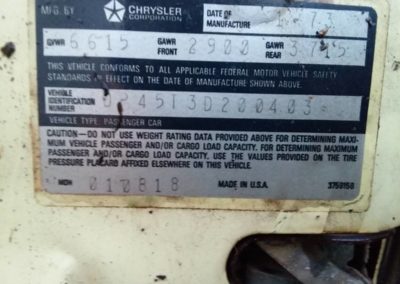 MFG. BY CHRYSLER CORPORATION DATE OF MANUFACTURE 73
GVWR 6615 GAWR FRONT 2900 GAWR REAR 3715
THIS VEHICLE CONFORMS TO ALL APPLICABLE FEDERAL MOTOR VEHICLE SAFETY
STANDARDS IN EFFECT ON THE DATE OF MANUFACTURE SHOWN ABOVE.
VEHICLE IDENTIFICATION NUMBER
VEHICLE TYPE: PASSENGER CAR
CAUTION—DO NOT USE WEIGHT RATING DATA PROVIDED ABOVE FOR DETERMINING MAXI-
MUM VEHICLE PASSENGER AND/OR CARGO LOAD CAPACITY. FOR DETERMINING MAXIMUM
PASSENGER AND/OR CARGO LOAD CAPACITY, USE THE VALUES PROVIDED ON THE TIRE
PRESSURE PLACARD AFFIXED ELSEWHERE ON THIS VEHICLE.
MDH 010818 MADE IN U.S.A. 3759158